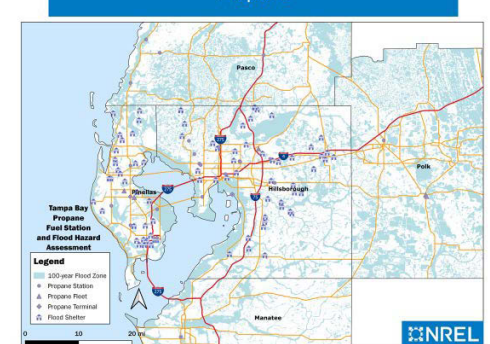 Pasco
Polk
Pinellas
Hillsborough
Tampa Bay
Propane
Fuel Station
and Flood Hazard
Assessment
Legend
100-year Flood Zone
Propane Station
Propane Fleet
Propane Terminal
Flood Shelter
Manatee
0 10 20 mi
NREL